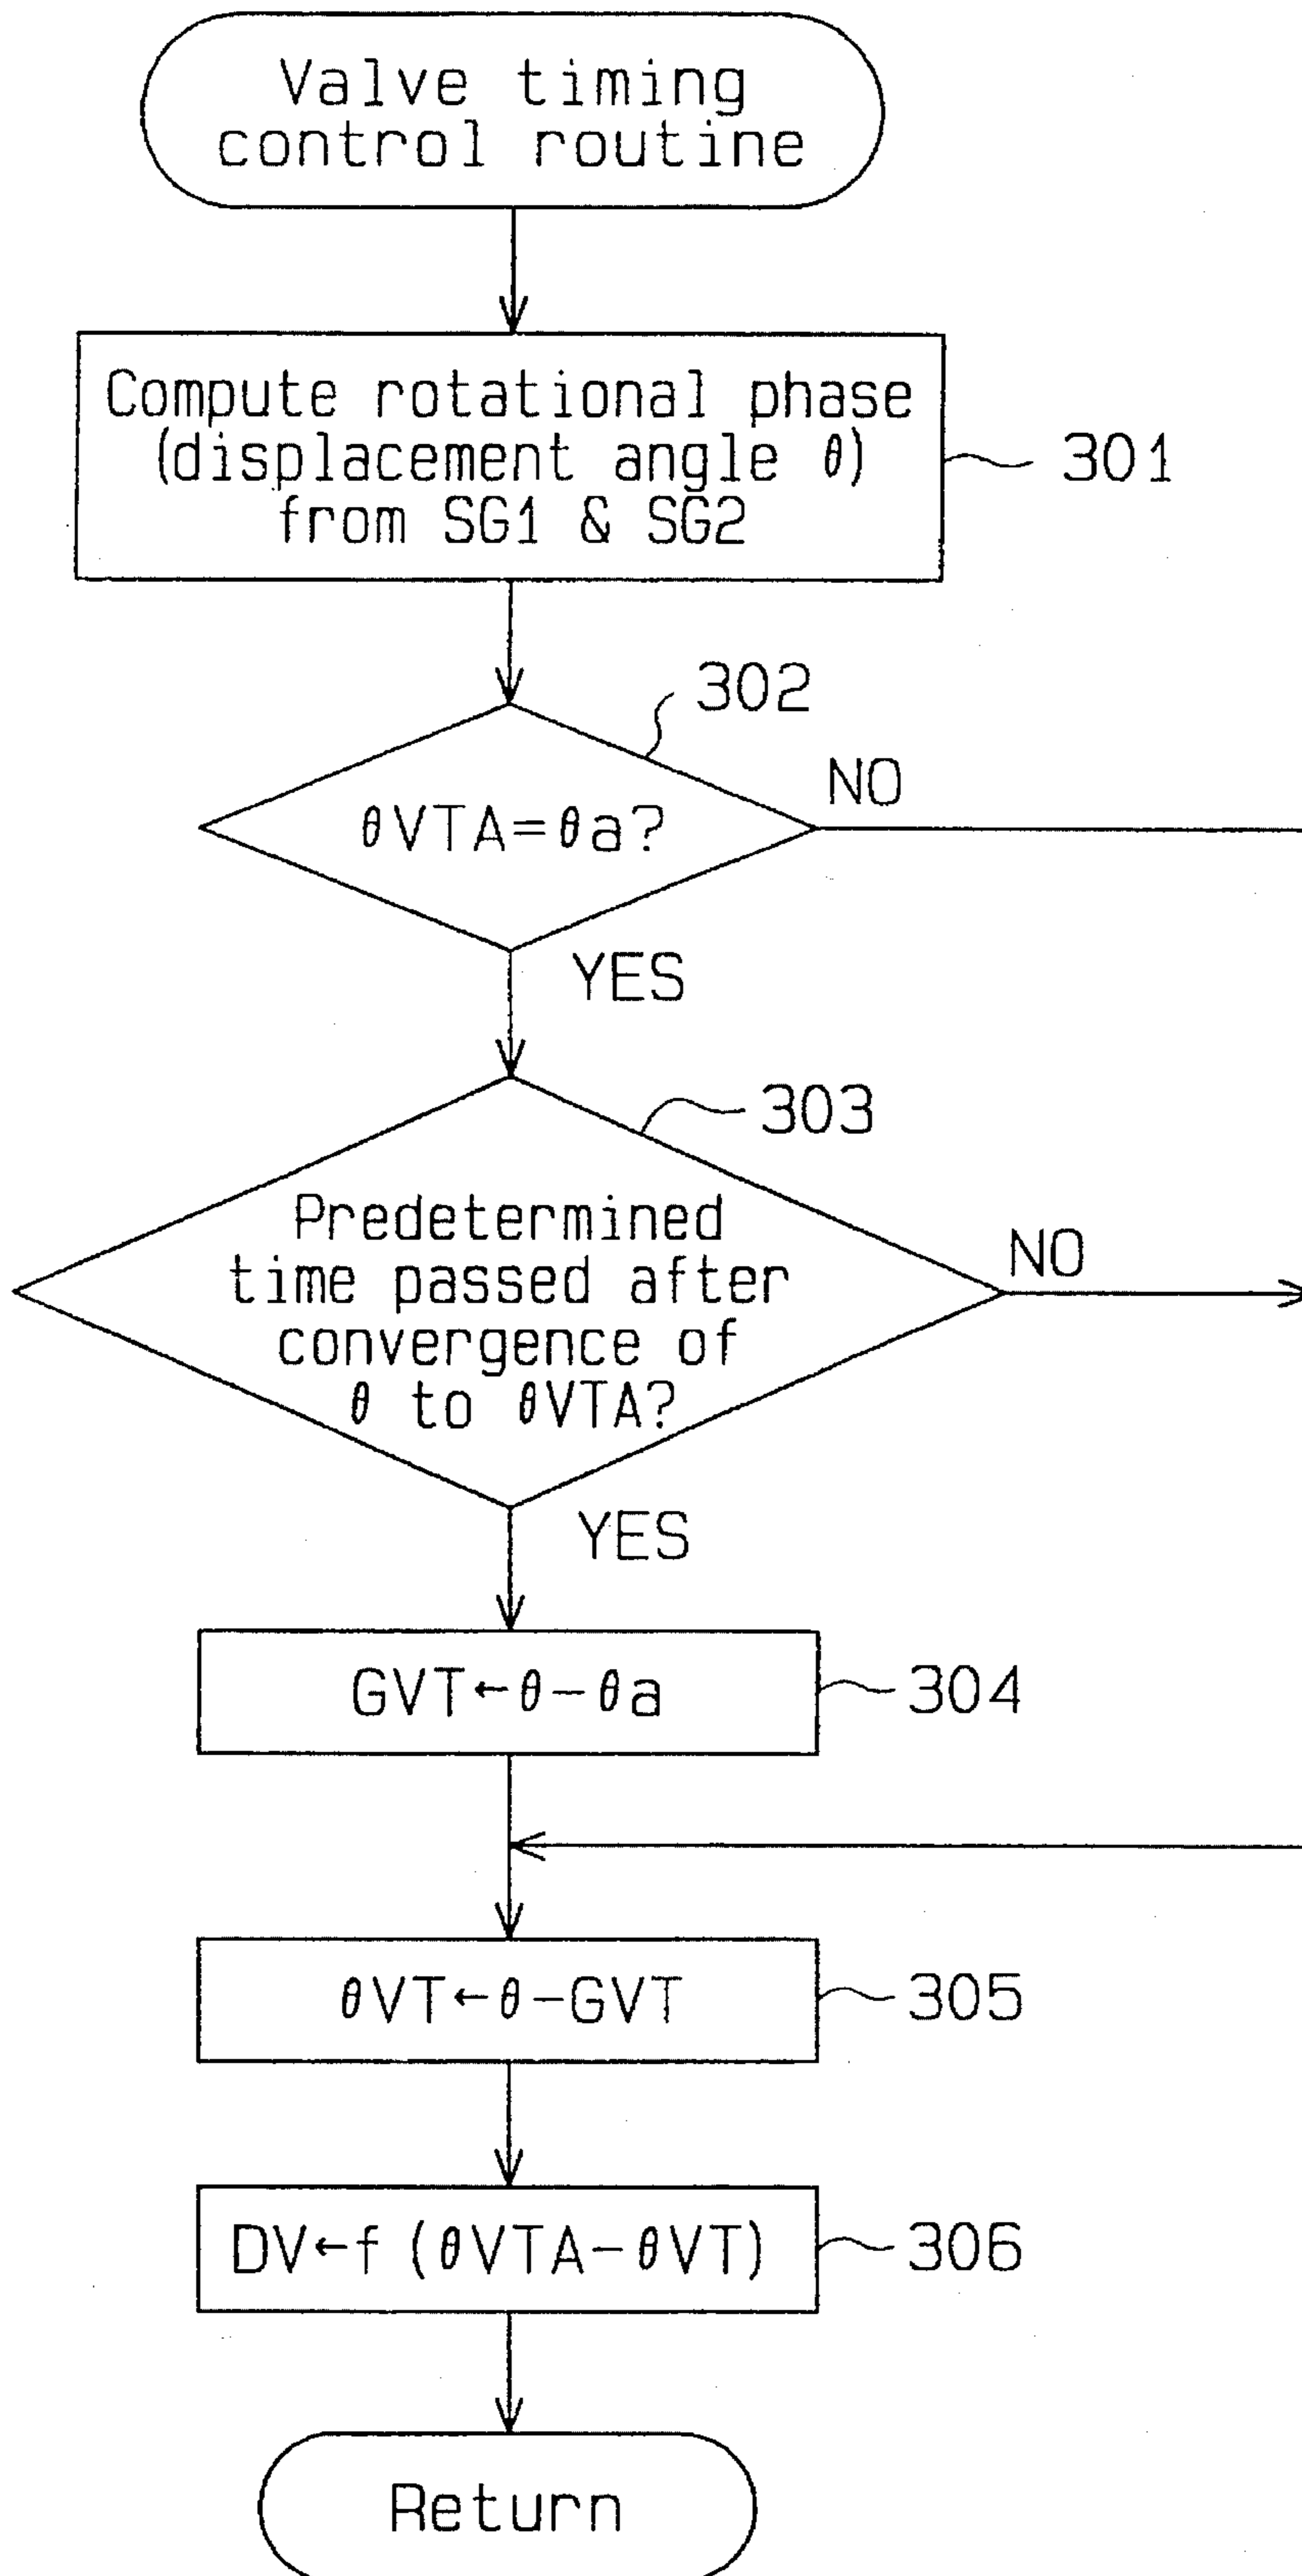 Valve timing
control routine
Compute rotational phase
(displacement angle θ)
from SG1 & SG2
301
302
θVTA=θa?
NO
YES
303
Predetermined
time passed after
convergence of
θ to θVTA?
NO
YES
GVT←θ-θa
304
θVT←θ-GVT
305
DV←f (θVTA-θVT)
306
Return